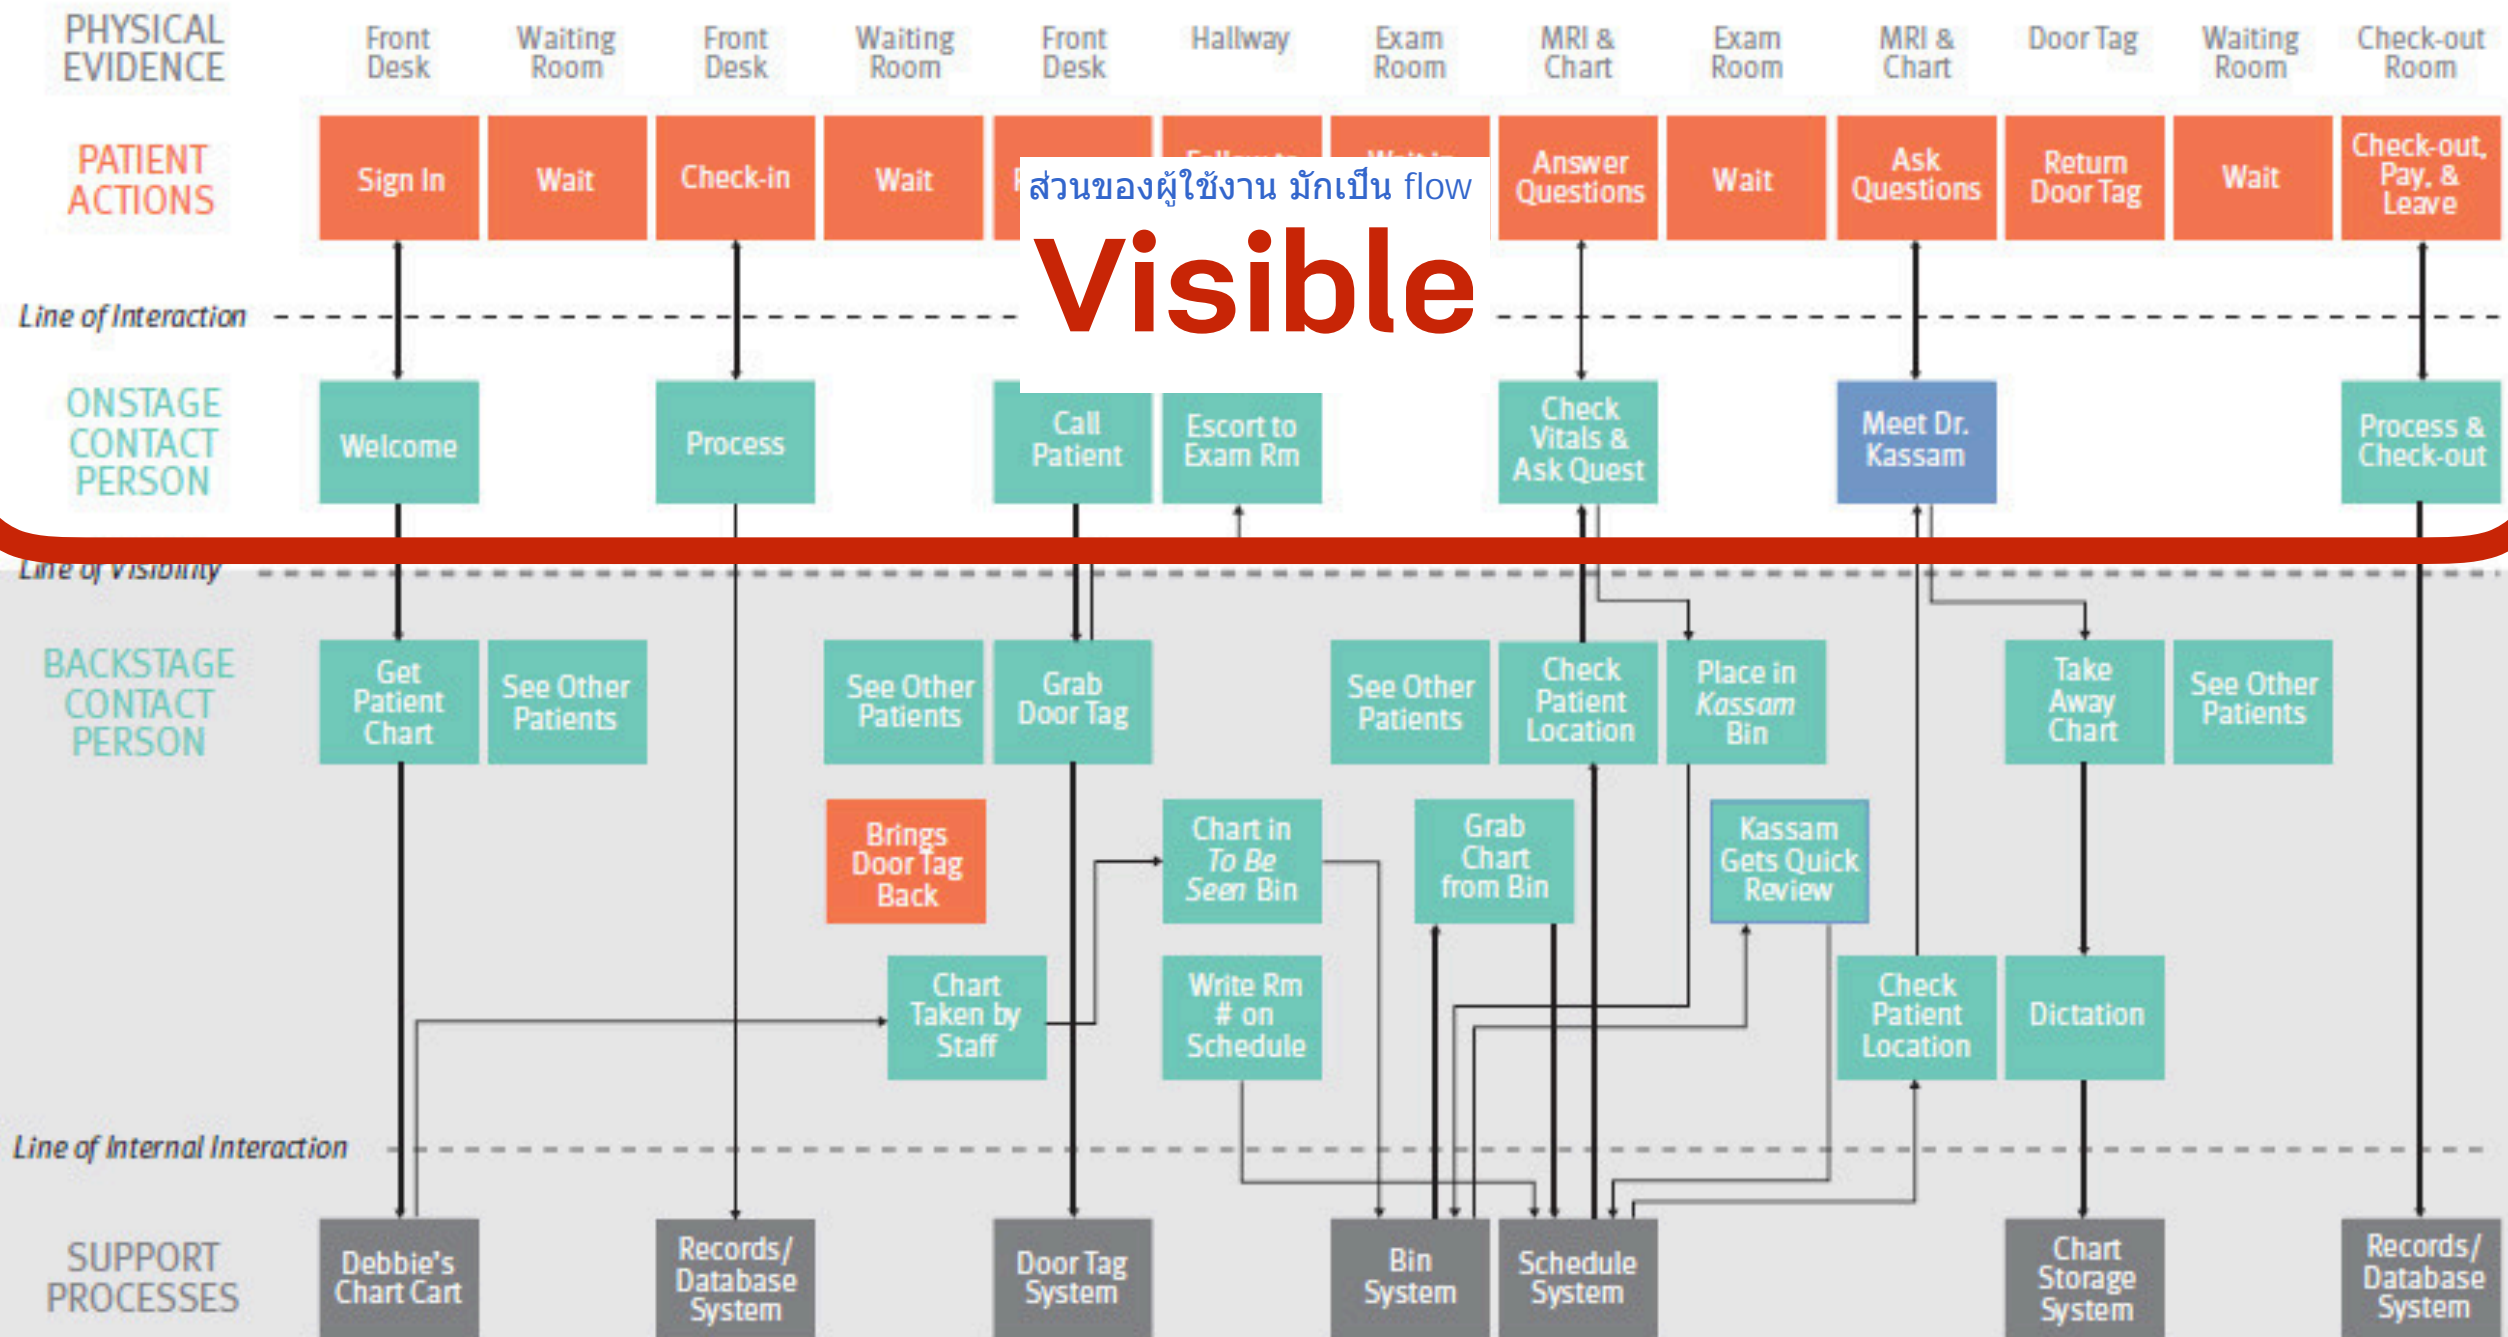 PHYSICAL
EVIDENCE
Front
Desk
Waiting
Room
Front
Desk
Waiting
Room
Front
Desk
Hallway
Exam
Room
MRI &
Chart
Exam
Room
MRI &
Chart
Door Tag
Waiting
Room
Check-out
Room
PATIENT
ACTIONS
Sign In
Wait
Check-in
Wait
Answer
Questions
Wait
Ask
Questions
Return
Door Tag
Wait
Check-out,
Pay, &
Leave
ส่วนของผู้ใช้งาน มักเป็น flow
Visible
Line of Interaction
ONSTAGE
CONTACT
PERSON
Welcome
Process
Call
Patient
Escort to
Exam Rm
Check
Vitals &
Ask Quest
Meet Dr.
Kassam
Process &
Check-out
Line of Visibility
BACKSTAGE
CONTACT
PERSON
Get
Patient
Chart
See Other
Patients
See Other
Patients
Grab
Door Tag
See Other
Patients
Check
Patient
Location
Place in
Kassam
Bin
Take
Away
Chart
See Other
Patients
Brings
Door Tag
Back
Chart in
To Be
Seen Bin
Grab
Chart
from Bin
Kassam
Gets Quick
Review
Chart
Taken by
Staff
Write Rm
# on
Schedule
Check
Patient
Location
Dictation
Line of Internal Interaction
SUPPORT
PROCESSES
Debbie's
Chart Cart
Records/
Database
System
Door Tag
System
Bin
System
Schedule
System
Chart
Storage
System
Records/
Database
System